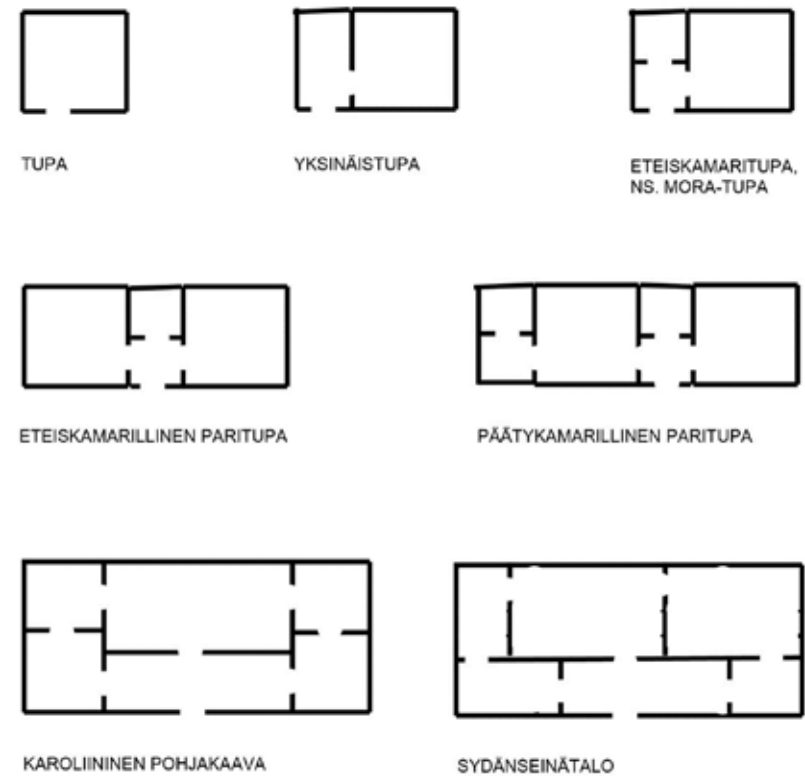 TUPA
YKSINÄISTUPA
ETEISKAMARITUPA,
NS. MORA-TUPA
ETEISKAMARILLINEN PARITUPA
PÄÄTYKAMARILLINEN PARITUPA
KAROLIININEN POHJAKAAVA
SYDÄNSEINÄTALO